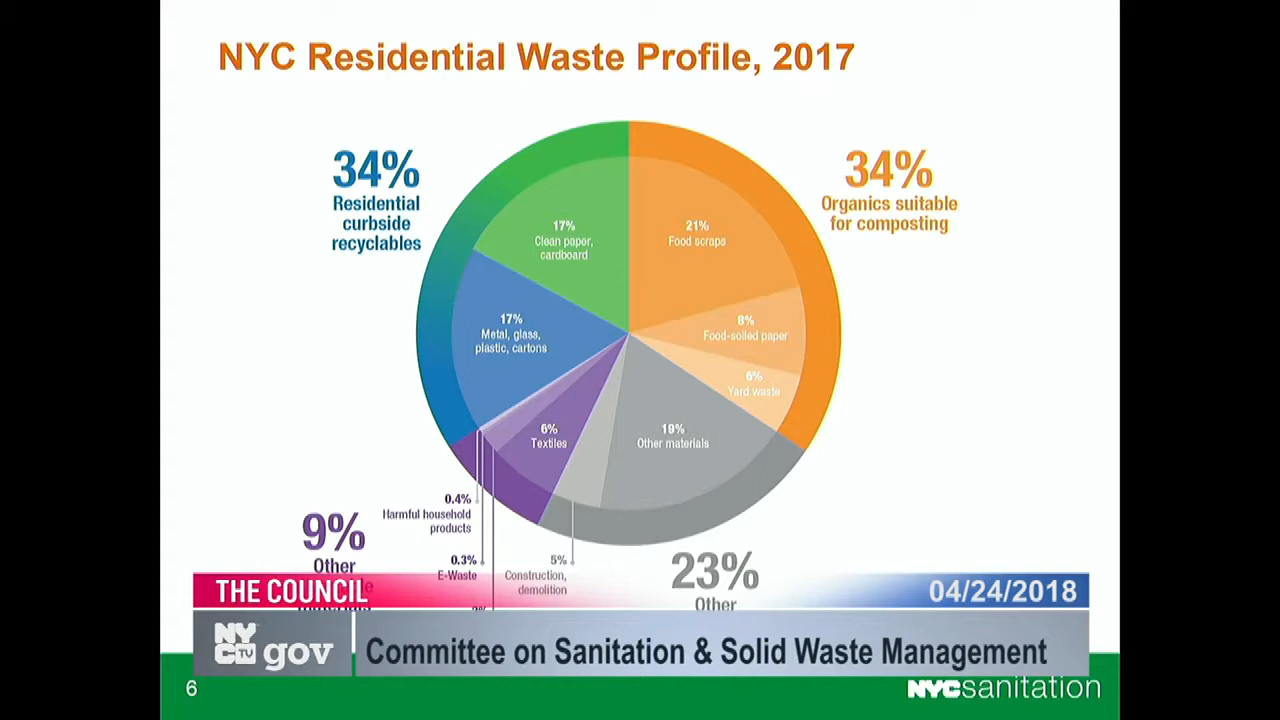 NYC Residential Waste Profile, 2017
34%
Residential
curbside
recyclables
34%
Organics suitable
for composting
17%
Clean paper,
cardboard
21%
Food scraps
17%
Metal, glass,
plastic, cartons
8%
Food-soiled paper
6%
Yard waste
6%
Textiles
19%
Other materials
0.4%
Harmful household
products
9%
Other
0.3%
E-Waste
5%
Construction,
demolition
23%
Other
THE COUNCIL
04/24/2018
NYC TV gov
Committee on Sanitation & Solid Waste Management
6
NYCsanitation